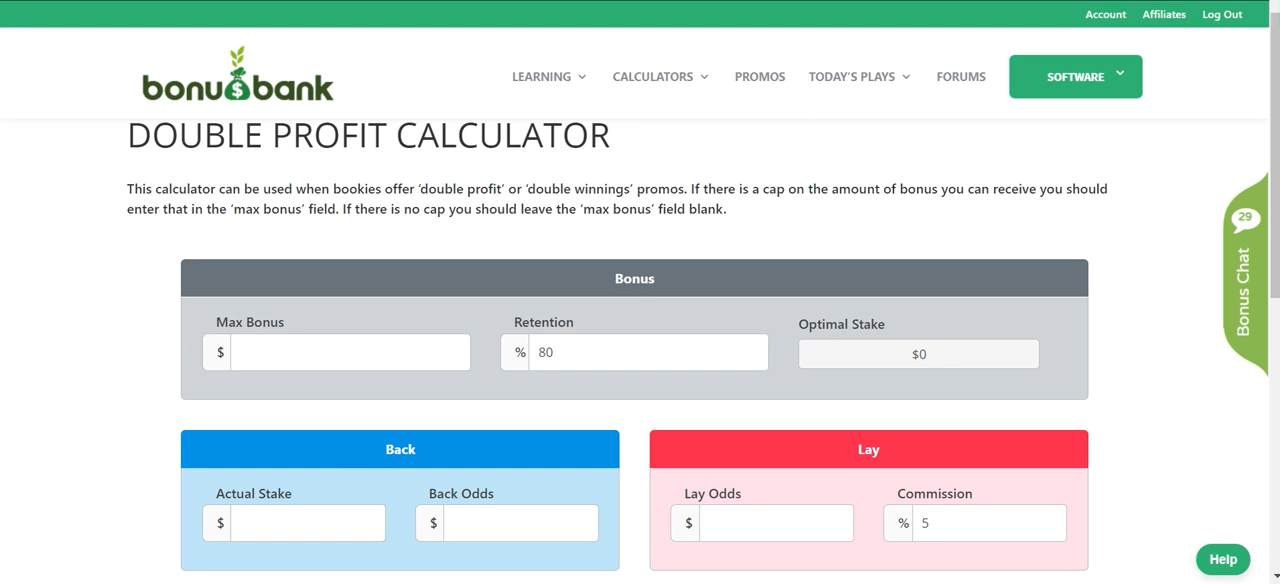 Account Affiliates Log Out
bonusbank
LEARNING CALCULATORS PROMOS TODAY'S PLAYS FORUMS SOFTWARE
DOUBLE PROFIT CALCULATOR
This calculator can be used when bookies offer ‘double profit’ or ‘double winnings’ promos. If there is a cap on the amount of bonus you can receive you should
enter that in the ‘max bonus’ field. If there is no cap you should leave the ‘max bonus’ field blank.
29
Bonus Chat
Bonus
Max Bonus Retention Optimal Stake
$ % 80 $0
Back Lay
Actual Stake Back Odds Lay Odds Commission
$ $ $ % 5
Help